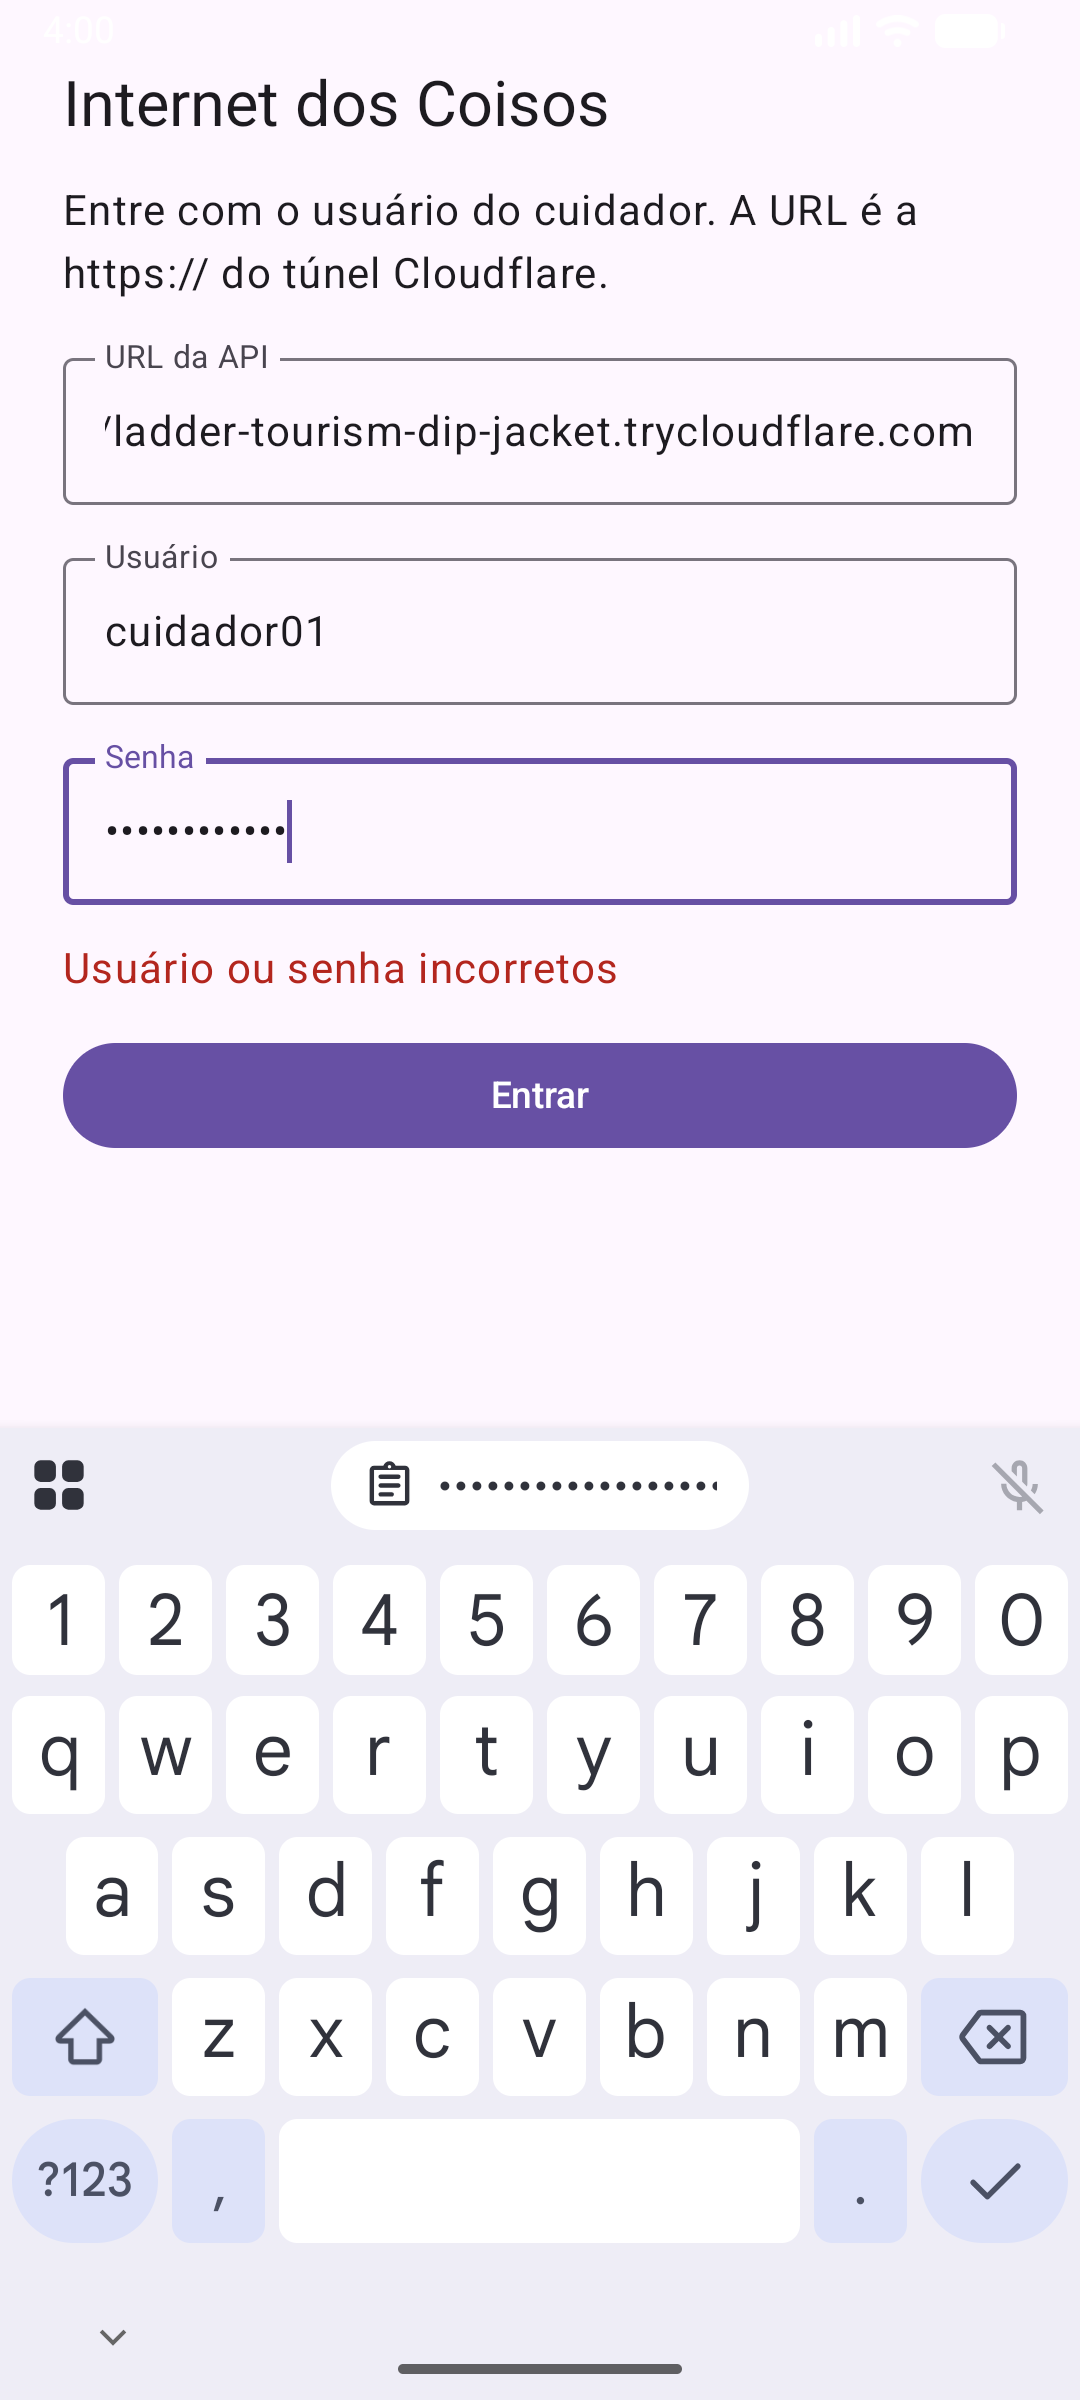 4:00
Internet dos Coisos
Entre com o usuário do cuidador. A URL é a
https:// do túnel Cloudflare.
URL da API
/ladder-tourism-dip-jacket.trycloudflare.com
Usuário
cuidador01
Senha
••••••••••••
Usuário ou senha incorretos
Entrar
••••••••••••••••••
1 2 3 4 5 6 7 8 9 0
q w e r t y u i o p
a s d f g h j k l
z x c v b n m
?123 , .